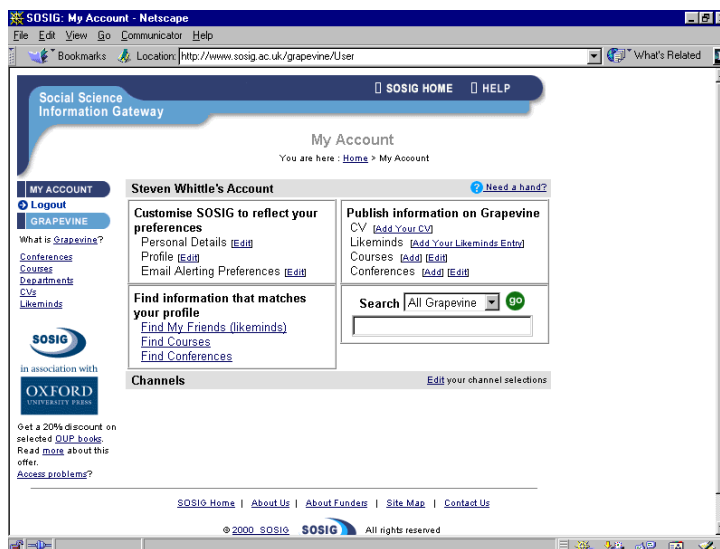 SOSIG: My Account - Netscape
File Edit View Go Communicator Help
Bookmarks Location: http://www.sosig.ac.uk/grapevine/User What's Related
Social Science
Information Gateway
SOSIG HOME HELP
My Account
You are here : Home > My Account
MY ACCOUNT
Logout
GRAPEVINE
What is Grapevine?
Conferences
Courses
Departments
CVs
Likeminds
SOSIG
in association with
OXFORD
UNIVERSITY PRESS
Get a 20% discount on
selected OUP books.
Read more about this
offer.
Access problems?
Steven Whittle's Account Need a hand?
Customise SOSIG to reflect your
preferences
Personal Details [Edit]
Profile [Edit]
Email Alerting Preferences [Edit]
Publish information on Grapevine
CV [Add Your CV]
Likeminds [Add Your Likeminds Entry]
Courses [Add] [Edit]
Conferences [Add] [Edit]
Find information that matches
your profile
Find My Friends (likeminds)
Find Courses
Find Conferences
Search All Grapevine go
Channels Edit your channel selections
SOSIG Home | About Us | About Funders | Site Map | Contact Us
© 2000 SOSIG SOSIG All rights reserved